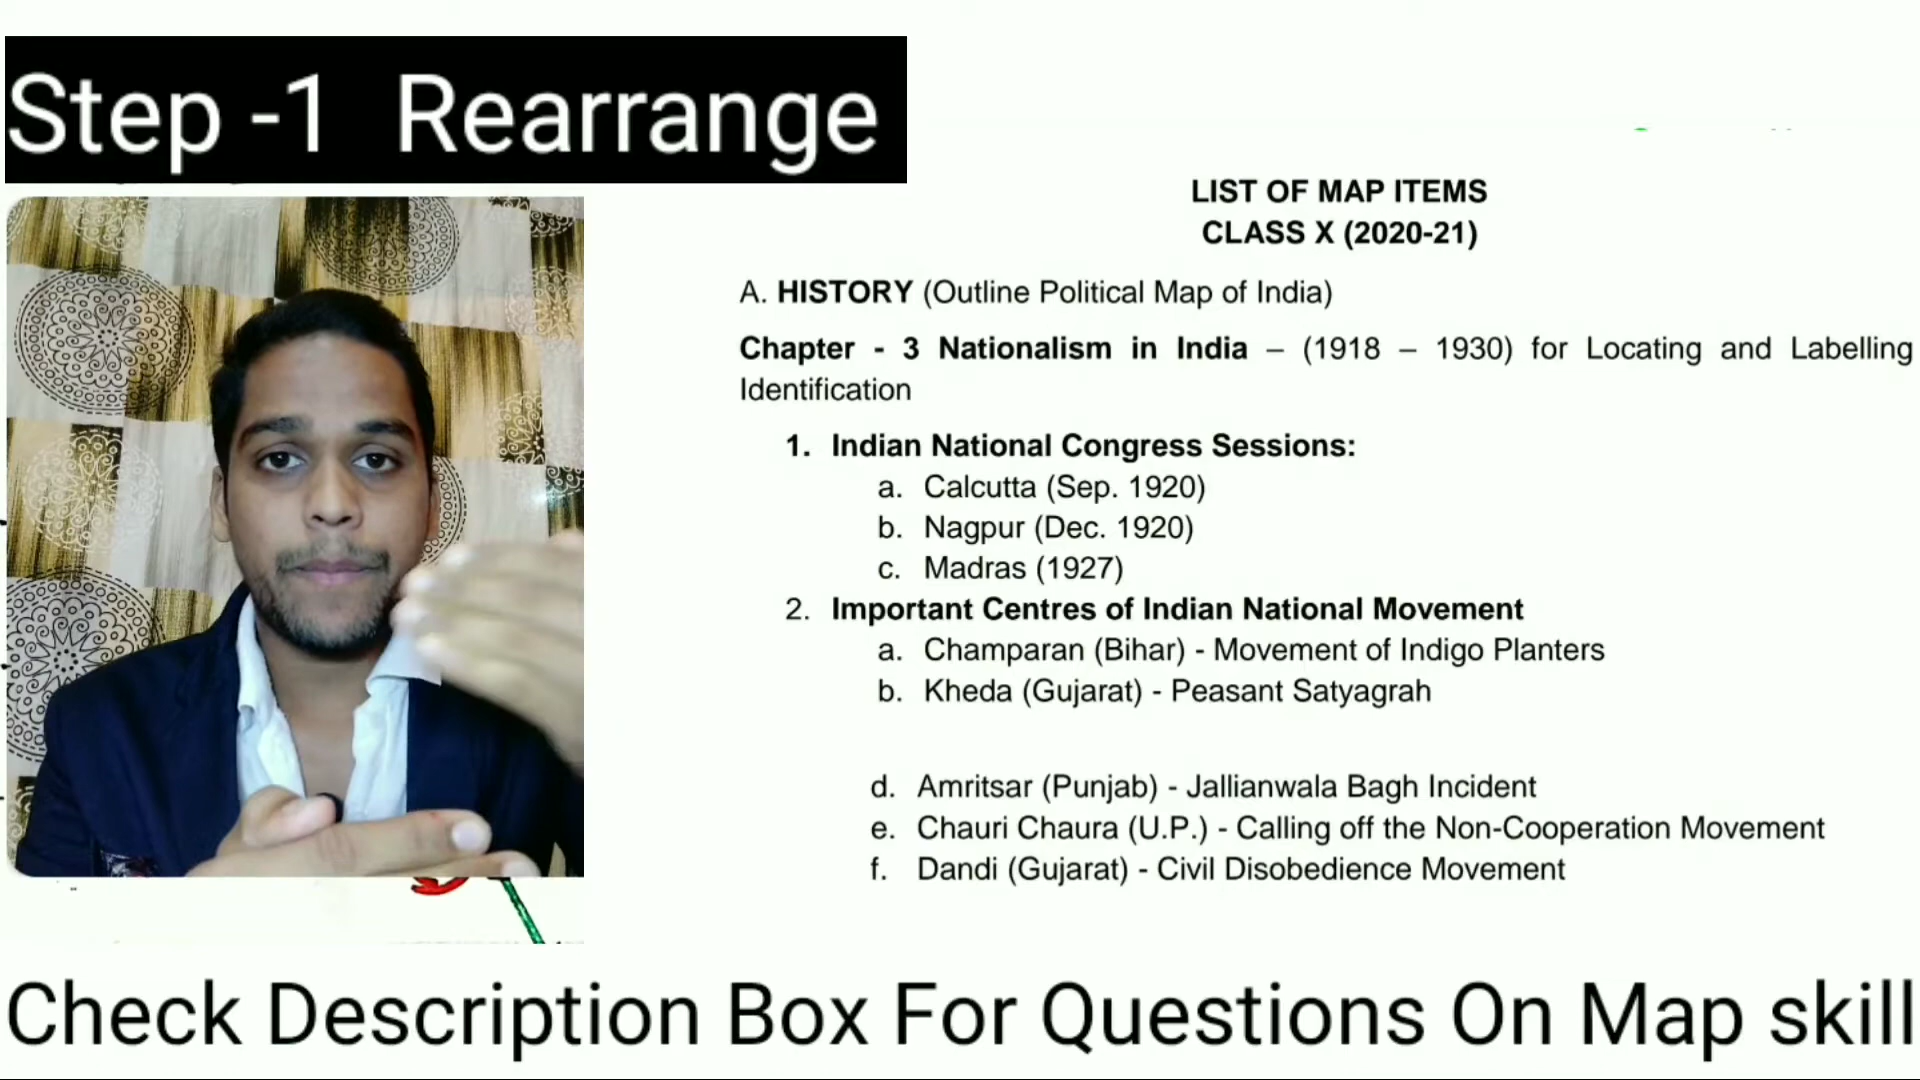 Step -1 Rearrange
LIST OF MAP ITEMS
CLASS X (2020-21)
A. HISTORY (Outline Political Map of India)
Chapter - 3 Nationalism in India – (1918 – 1930) for Locating and Labelling
Identification
1. Indian National Congress Sessions:
a. Calcutta (Sep. 1920)
b. Nagpur (Dec. 1920)
c. Madras (1927)
2. Important Centres of Indian National Movement
a. Champaran (Bihar) - Movement of Indigo Planters
b. Kheda (Gujarat) - Peasant Satyagrah
d. Amritsar (Punjab) - Jallianwala Bagh Incident
e. Chauri Chaura (U.P.) - Calling off the Non-Cooperation Movement
f. Dandi (Gujarat) - Civil Disobedience Movement
Check Description Box For Questions On Map skill